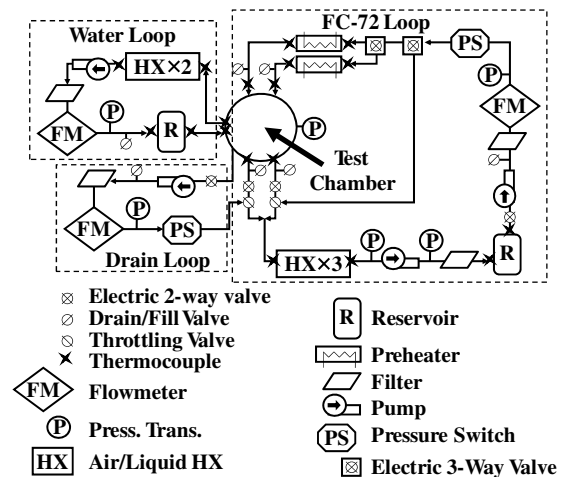 FC-72 Loop
Water Loop
HX×2
PS
P
FM
P
R
P
FM
Test
Chamber
P
FM
PS
Drain Loop
HX×3
P
P
R
Electric 2-way valve
Drain/Fill Valve
Throttling Valve
Thermocouple
FM Flowmeter
P Press. Trans.
HX Air/Liquid HX
R Reservoir
Preheater
Filter
Pump
PS Pressure Switch
Electric 3-Way Valve